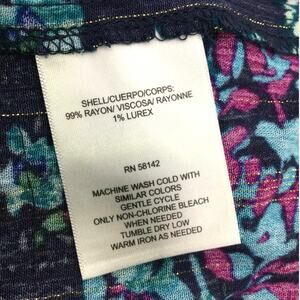 SHELL/CUERPO/CORPS:
99% RAYON/ VISCOSA/ RAYONNE
1% LUREX
RN 58142
MACHINE WASH COLD WITH
SIMILAR COLORS
GENTLE CYCLE
ONLY NON-CHLORINE BLEACH
WHEN NEEDED
TUMBLE DRY LOW
WARM IRON AS NEEDED